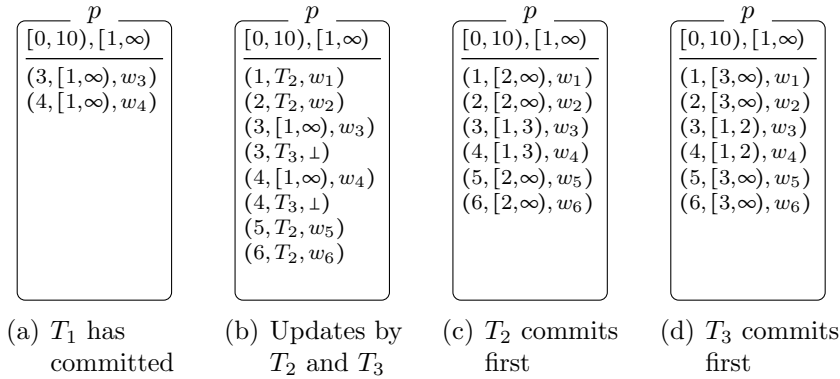 p
[0, 10), [1,∞)
(3, [1,∞), w₃)
(4, [1,∞), w₄)
(a) T₁ has
committed
p
[0, 10), [1,∞)
(1, T₂, w₁)
(2, T₂, w₂)
(3, [1,∞), w₃)
(3, T₃, ⊥)
(4, [1,∞), w₄)
(4, T₃, ⊥)
(5, T₂, w₅)
(6, T₂, w₆)
(b) Updates by
T₂ and T₃
p
[0, 10), [1,∞)
(1, [2,∞), w₁)
(2, [2,∞), w₂)
(3, [1, 3), w₃)
(4, [1, 3), w₄)
(5, [2,∞), w₅)
(6, [2,∞), w₆)
(c) T₂ commits
first
p
[0, 10), [1,∞)
(1, [3,∞), w₁)
(2, [3,∞), w₂)
(3, [1, 2), w₃)
(4, [1, 2), w₄)
(5, [3,∞), w₅)
(6, [3,∞), w₆)
(d) T₃ commits
first